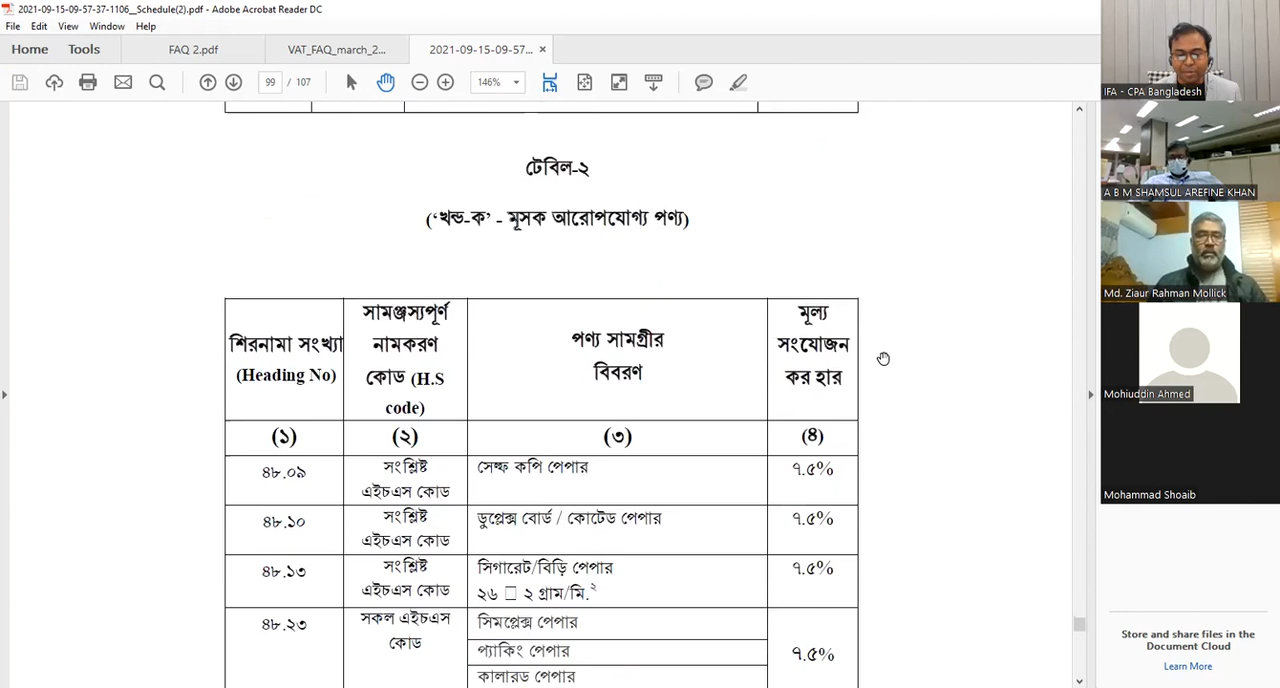 2021-09-15-09-57-37-1106__Schedule(2).pdf - Adobe Acrobat Reader DC
File Edit View Window Help
Home Tools FAQ 2.pdf VAT_FAQ_march_2... 2021-09-15-09-57... ×
99 / 107 146%
টেবিল-২
(‘খন্ড-ক’ - মূসক আরোপযোগ্য পণ্য)
শিরনামা সংখ্যা
(Heading No)
সামঞ্জস্যপূর্ণ
নামকরণ
কোড (H.S
code)
পণ্য সামগ্রীর
বিবরণ
মূল্য
সংযোজন
কর হার
(১) (২) (৩) (৪)
৪৮.০৯ সংশ্লিষ্ট সেল্ফ কপি পেপার ৭.৫%
এইচএস কোড
৪৮.১০ সংশ্লিষ্ট ডুপ্লেক্স বোর্ড / কোটেড পেপার ৭.৫%
এইচএস কোড
৪৮.১৩ সংশ্লিষ্ট সিগারেট/বিড়ি পেপার ৭.৫%
এইচএস কোড ২৬ □ ২ গ্রাম/মি.²
৪৮.২৩ সকল এইচএস সিমপ্লেক্স পেপার
কোড প্যাকিং পেপার ৭.৫%
কালারড পেপার
IFA - CPA Bangladesh
A B M SHAMSUL AREFINE KHAN
Md. Ziaur Rahman Mollick
Mohiuddin Ahmed
Mohammad Shoaib
Store and share files in the
Document Cloud
Learn More